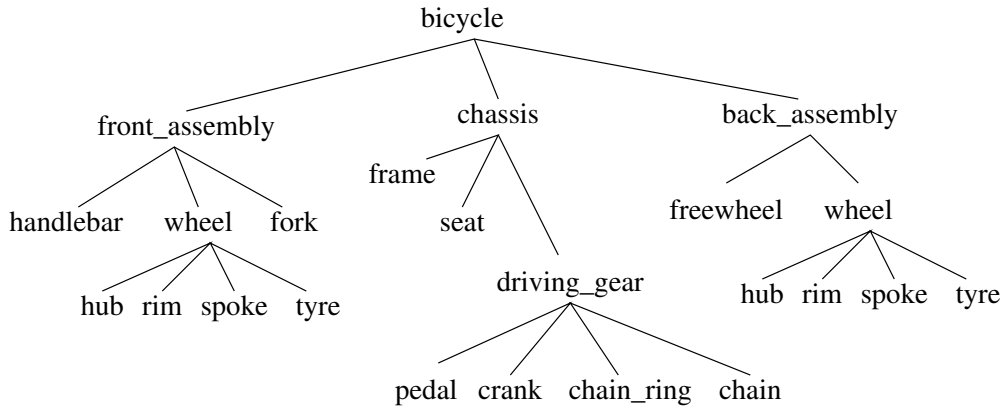 bicycle
front_assembly chassis back_assembly
frame
handlebar wheel fork seat freewheel wheel
driving_gear
hub rim spoke tyre hub rim spoke tyre
pedal crank chain_ring chain